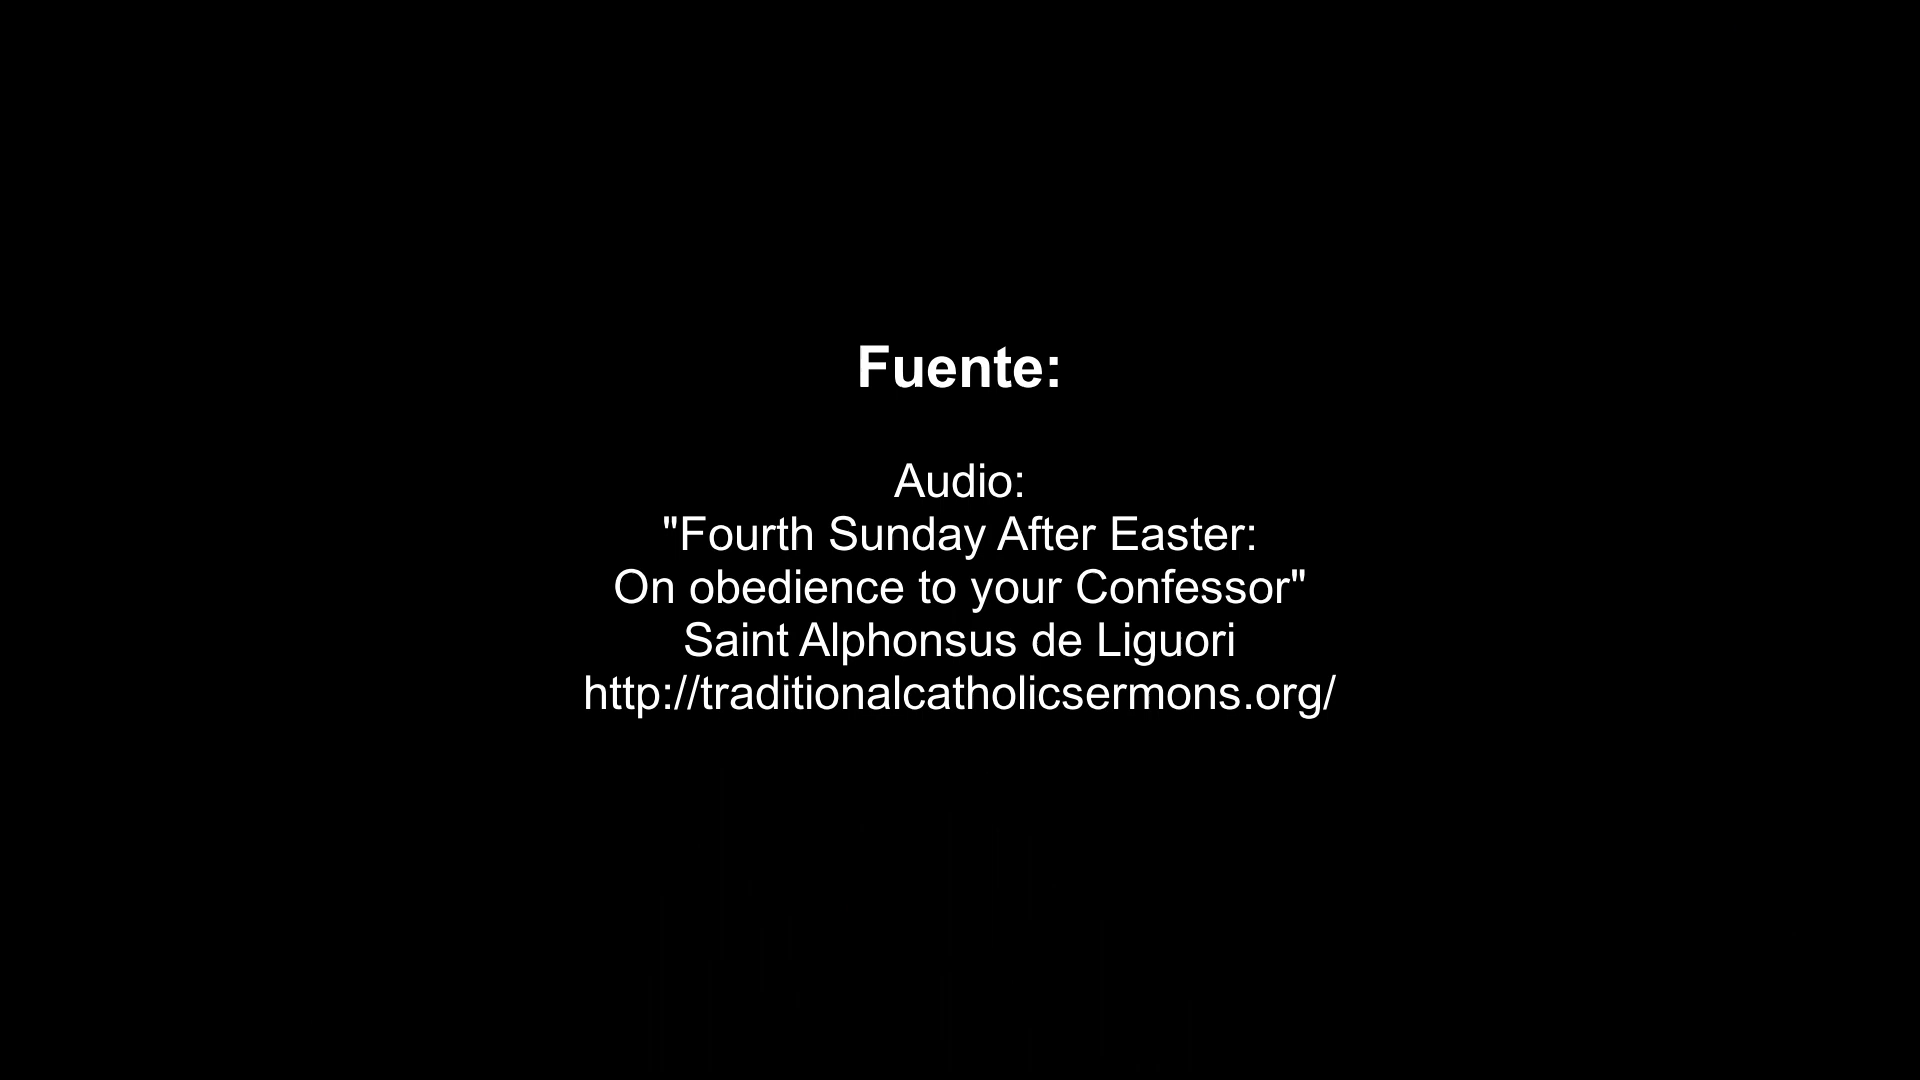 Fuente:
Audio:
"Fourth Sunday After Easter:
On obedience to your Confessor"
Saint Alphonsus de Liguori
http://traditionalcatholicsermons.org/